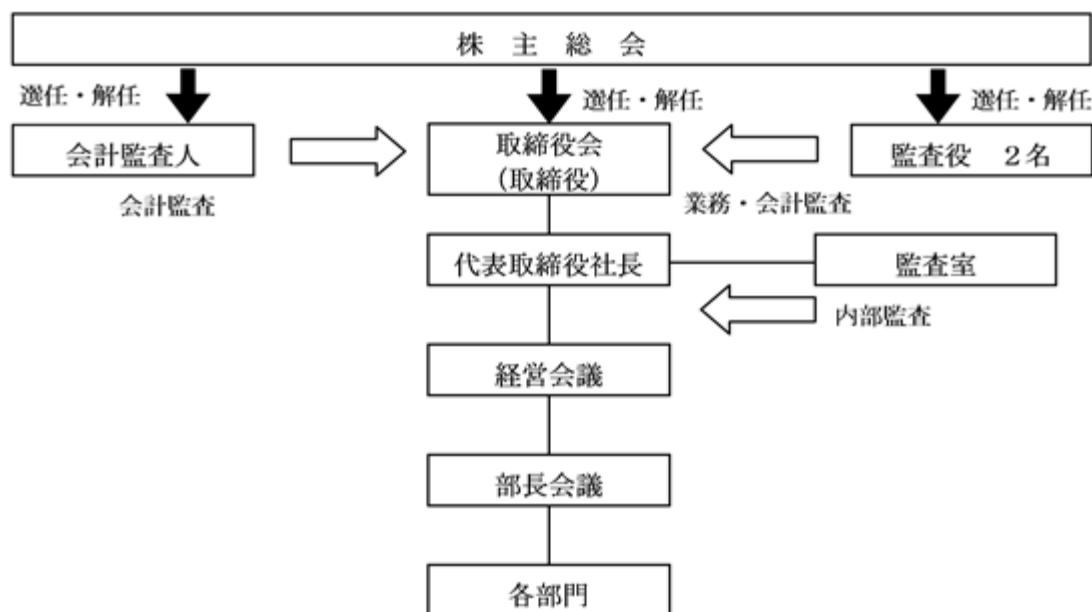 株 主 総 会
選任・解任
選任・解任
選任・解任
会計監査人
取締役会
(取締役)
監査役 2名
会計監査
業務・会計監査
代表取締役社長
監査室
内部監査
経営会議
部長会議
各部門